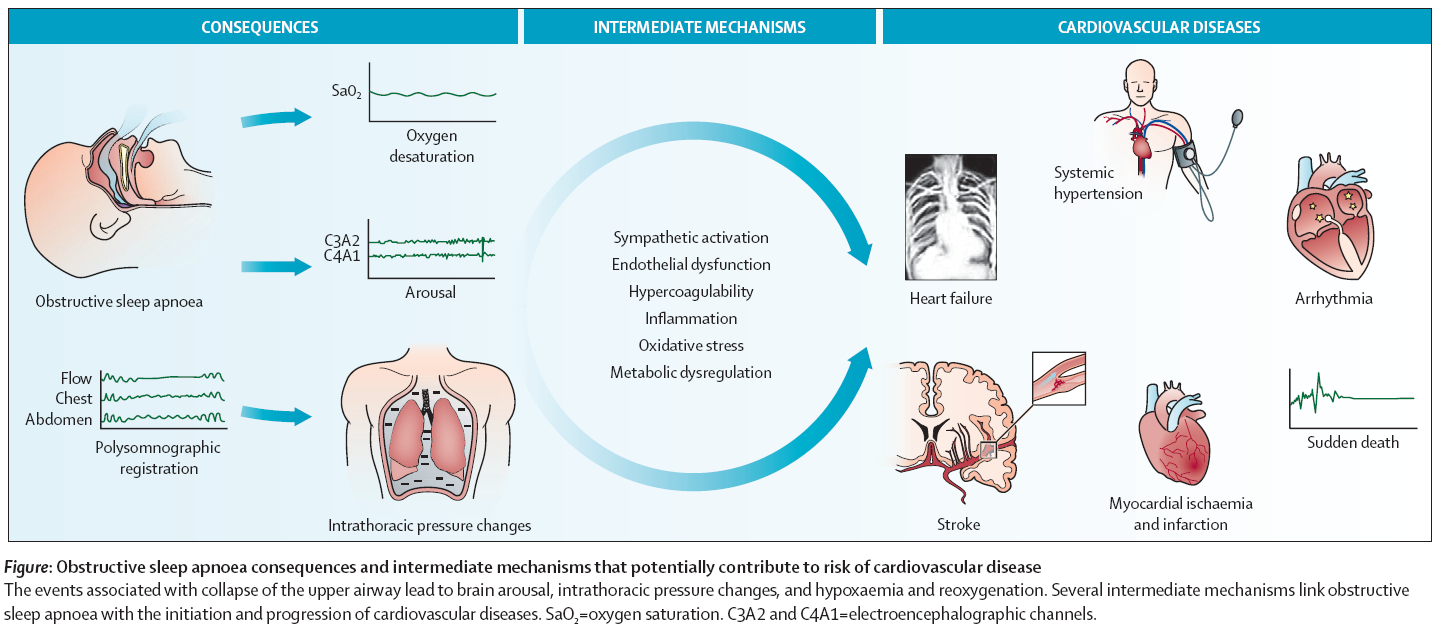 CONSEQUENCES
INTERMEDIATE MECHANISMS
CARDIOVASCULAR DISEASES
SaO₂
Oxygen
desaturation
C3A2
C4A1
Arousal
Obstructive sleep apnoea
Flow
Chest
Abdomen
Polysomnographic
registration
Intrathoracic pressure changes
Sympathetic activation
Endothelial dysfunction
Hypercoagulability
Inflammation
Oxidative stress
Metabolic dysregulation
Systemic
hypertension
Heart failure
Arrhythmia
Stroke
Myocardial ischaemia
and infarction
Sudden death
Figure: Obstructive sleep apnoea consequences and intermediate mechanisms that potentially contribute to risk of cardiovascular disease
The events associated with collapse of the upper airway lead to brain arousal, intrathoracic pressure changes, and hypoxaemia and reoxygenation. Several intermediate mechanisms link obstructive
sleep apnoea with the initiation and progression of cardiovascular diseases. SaO₂=oxygen saturation. C3A2 and C4A1=electroencephalographic channels.